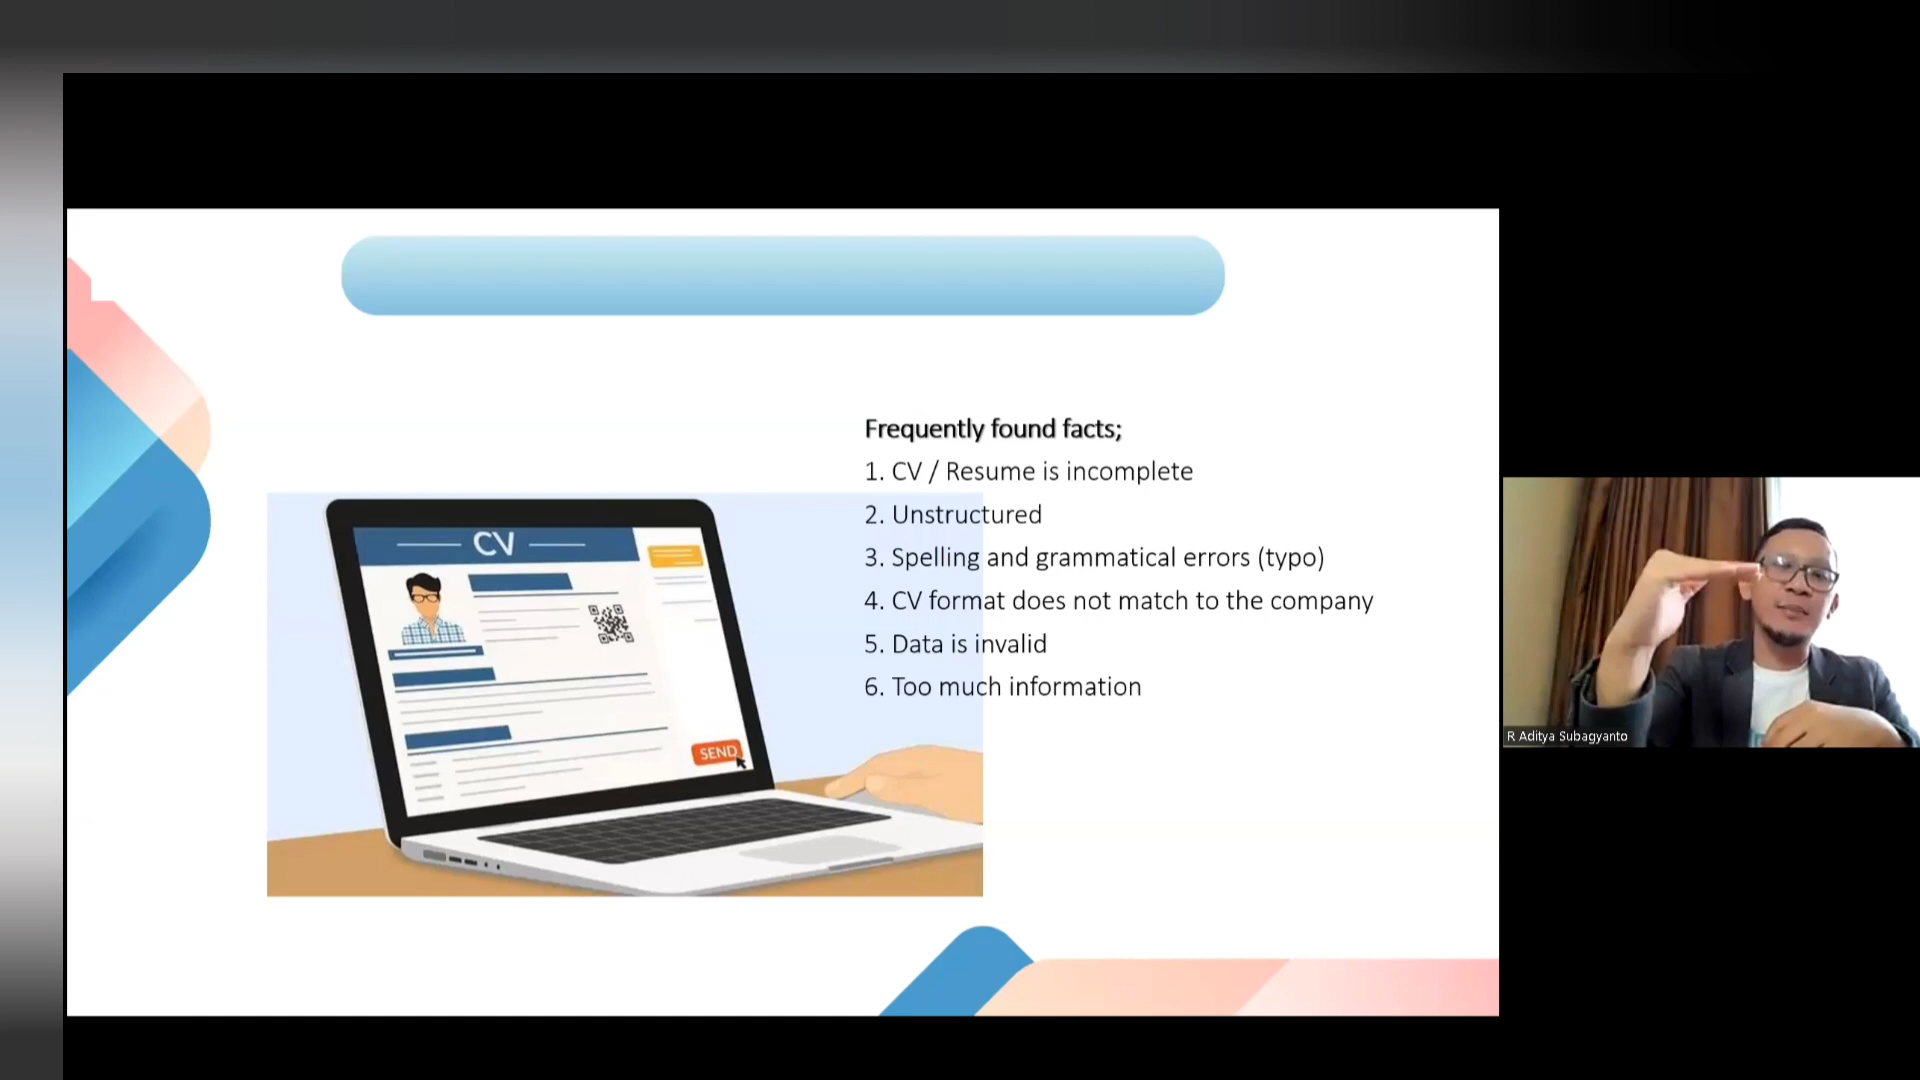 Frequently found facts;
1. CV / Resume is incomplete
2. Unstructured
3. Spelling and grammatical errors (typo)
4. CV format does not match to the company
5. Data is invalid
6. Too much information
CV
SEND
R Aditya Subagyanto